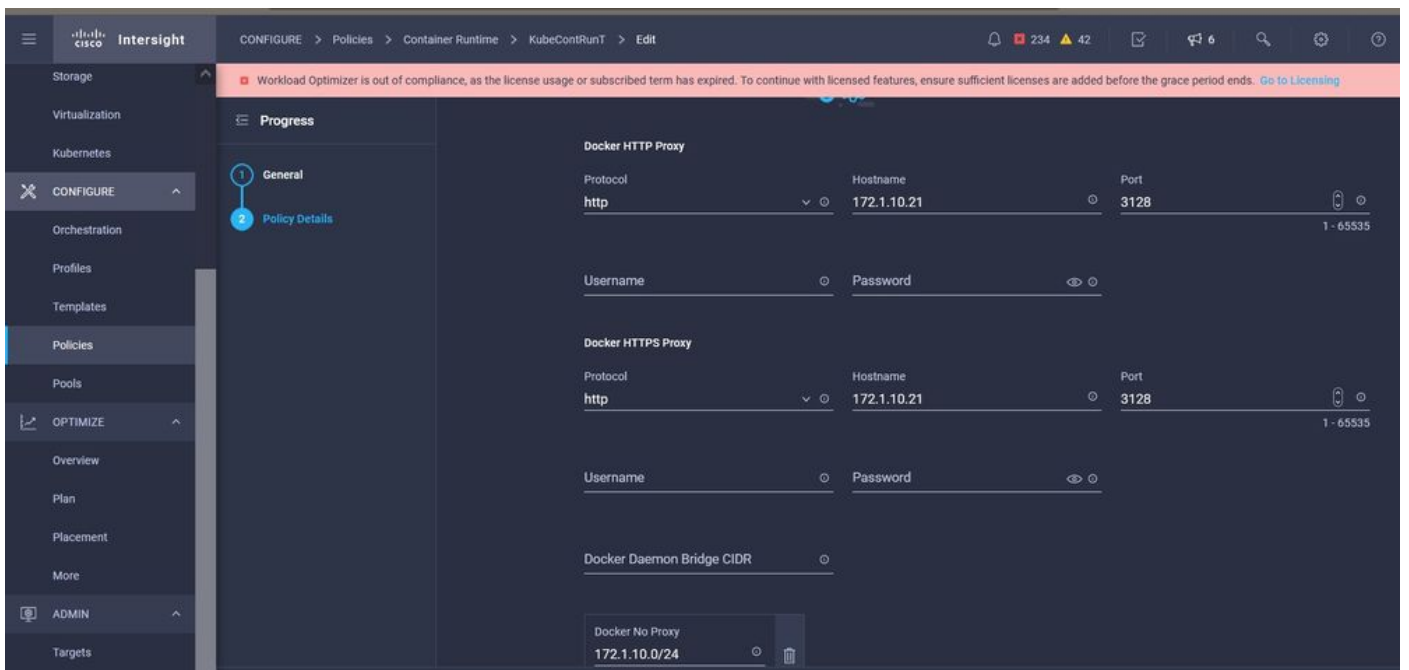 cisco Intersight
CONFIGURE > Policies > Container Runtime > KubeContRunT > Edit
234 42
6
Workload Optimizer is out of compliance, as the license usage or subscribed term has expired. To continue with licensed features, ensure sufficient licenses are added before the grace period ends. Go to Licensing
Storage
Virtualization
Kubernetes
CONFIGURE
Orchestration
Profiles
Templates
Policies
Pools
OPTIMIZE
Overview
Plan
Placement
More
ADMIN
Targets
Progress
1 General
2 Policy Details
Docker HTTP Proxy
Protocol Hostname Port
http 172.1.10.21 3128
1 - 65535
Username Password
Docker HTTPS Proxy
Protocol Hostname Port
http 172.1.10.21 3128
1 - 65535
Username Password
Docker Daemon Bridge CIDR
Docker No Proxy
172.1.10.0/24